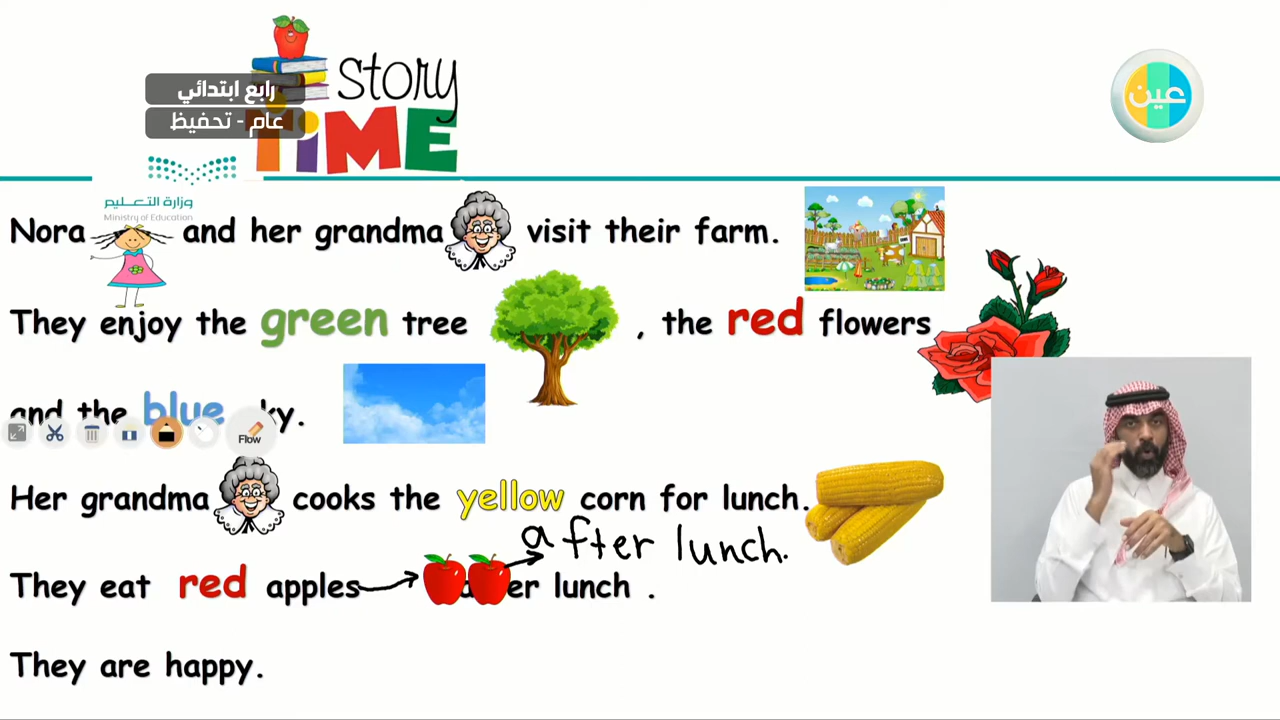 story
TIME
رابع ابتدائي
عام - تحفيظ
عين
وزارة التعليم
Ministry of Education
Nora and her grandma visit their farm.
They enjoy the green tree , the red flowers
and the blue ky.
Flow
Her grandma cooks the yellow corn for lunch.
after lunch.
They eat red apples er lunch .
They are happy.